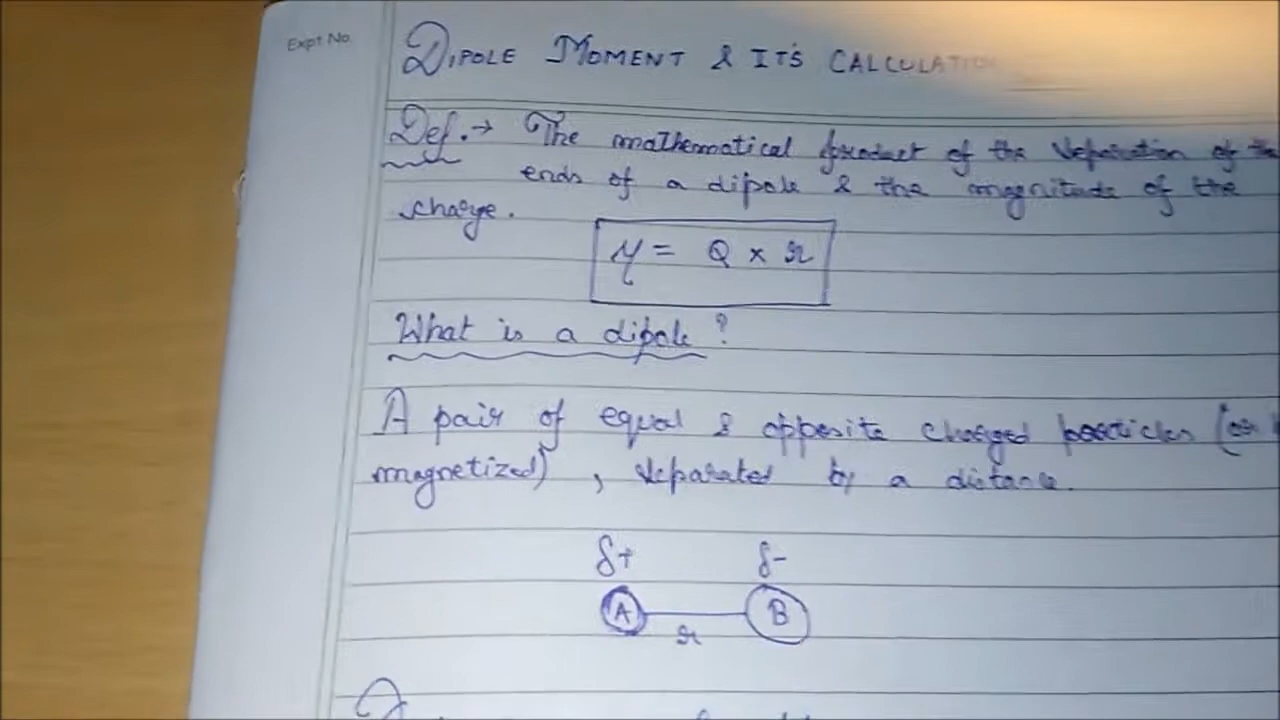 Expt. No.
DIPOLE MOMENT & IT'S CALCULATION
Def. → The mathematical product of the separation of the
ends of a dipole & the magnitude of the
charge.
μ = Q × r
What is a dipole?
A pair of equal & opposite charged particles (or
magnetized), separated by a distance.
δ+ δ-
A B
r